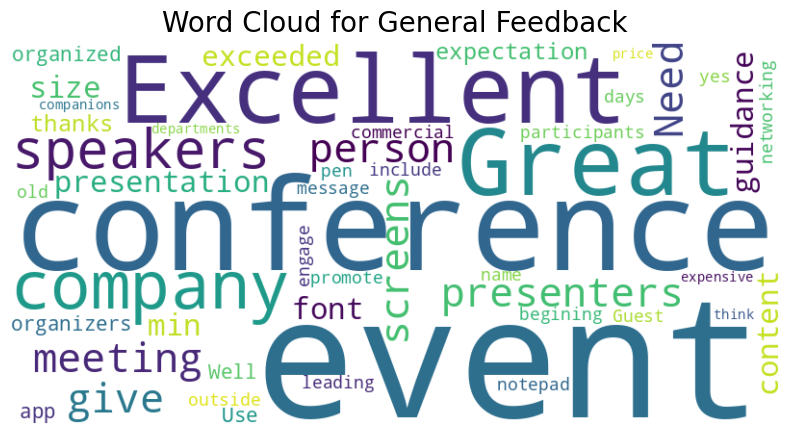 Word Cloud for General Feedback
organized exceeded expectation price
Excellent Need
size companions days yes
thanks departments commercial participants
speakers person Great guidance networking
old presentation pen include message
conference
company engage promote screens name presenters expensive
organizers min font begining Guest think content
meeting event
Well leading notepad
app give outside Use